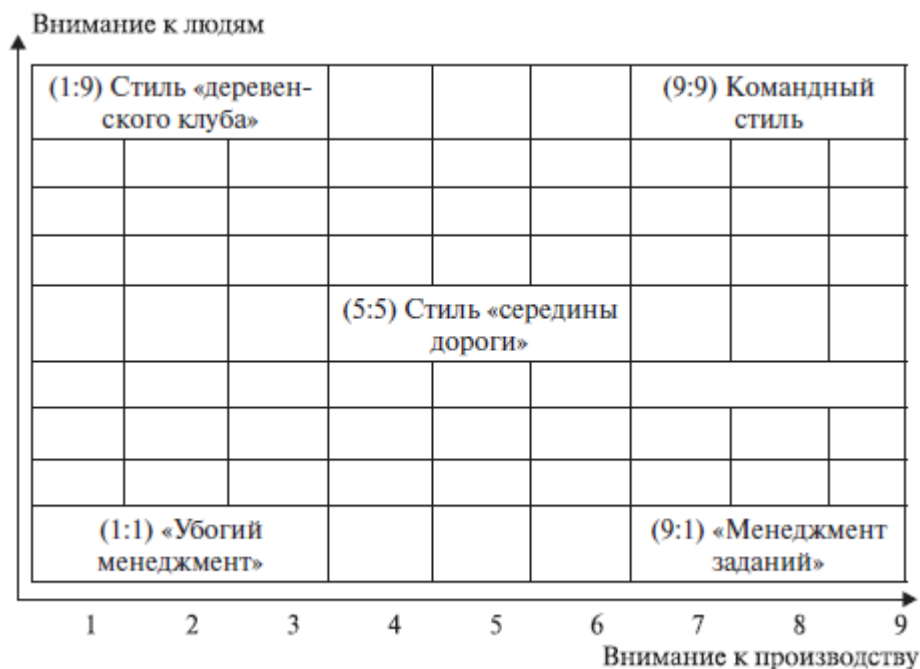 Внимание к людям
(1:9) Стиль «деревен-
ского клуба»
(9:9) Командный
стиль
(5:5) Стиль «середины
дороги»
(1:1) «Убогий
менеджмент»
(9:1) «Менеджмент
заданий»
1 2 3 4 5 6 7 8 9
Внимание к производству